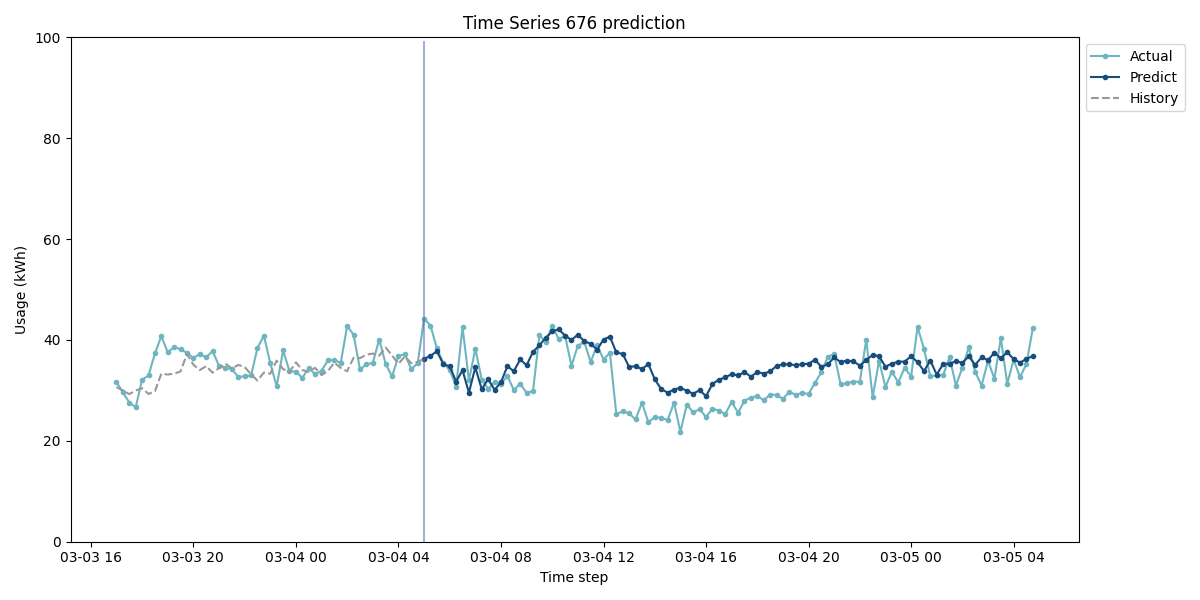 Time Series 676 prediction
100
80
60
40
20
0
Usage (kWh)
03-03 16 03-03 20 03-04 00 03-04 04 03-04 08 03-04 12 03-04 16 03-04 20 03-05 00 03-05 04
Time step
Actual
Predict
History